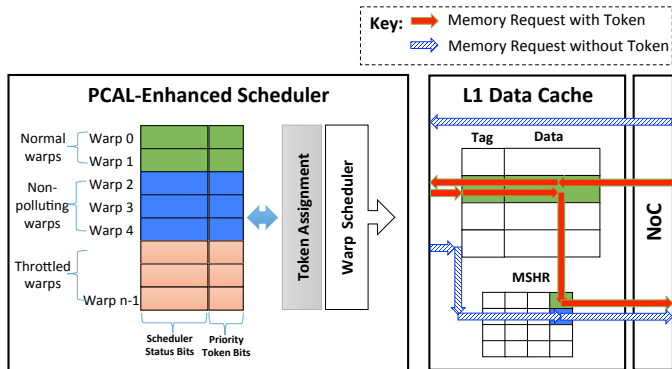 Key:
Memory Request with Token
Memory Request without Token
PCAL-Enhanced Scheduler
L1 Data Cache
Normal
warps
Warp 0
Warp 1
Non-
polluting
warps
Warp 2
Warp 3
Warp 4
Throttled
warps
Warp n-1
Scheduler
Status Bits
Priority
Token Bits
Token Assignment
Warp Scheduler
Tag
Data
MSHR
NoC